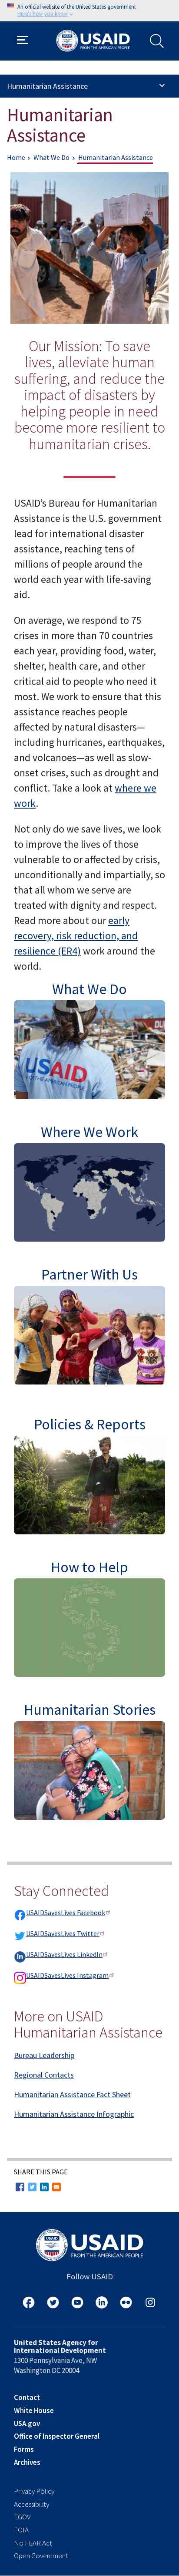 An official website of the United States government
Here's how you know
USAID
FROM THE AMERICAN PEOPLE
Humanitarian Assistance
Humanitarian
Assistance
Home › What We Do › Humanitarian Assistance
Our Mission: To save
lives, alleviate human
suffering, and reduce the
impact of disasters by
helping people in need
become more resilient to
humanitarian crises.
USAID's Bureau for Humanitarian
Assistance is the U.S. government
lead for international disaster
assistance, reaching tens of
millions of people around the
world each year with life-saving
aid.
On average, we respond to 75
crises in more than 70 countries
each year, providing food, water,
shelter, health care, and other
critical aid to people who need it
most. We work to ensure that this
assistance reaches people
affected by natural disasters—
including hurricanes, earthquakes,
and volcanoes—as well as slow-
onset crises, such as drought and
conflict. Take a look at where we
work.
Not only do we save lives, we look
to improve the lives of those
vulnerable to or affected by crisis,
unconditionally and impartially, so
that all whom we serve are
treated with dignity and respect.
Read more about our early
recovery, risk reduction, and
resilience (ER4) work around the
world.
What We Do
USAID
FROM THE AMERICAN PEOPLE
Where We Work
Partner With Us
Policies & Reports
How to Help
Humanitarian Stories
Stay Connected
USAIDSavesLives Facebook
USAIDSavesLives Twitter
USAIDSavesLives LinkedIn
USAIDSavesLives Instagram
More on USAID
Humanitarian Assistance
Bureau Leadership
Regional Contacts
Humanitarian Assistance Fact Sheet
Humanitarian Assistance Infographic
SHARE THIS PAGE
USAID
FROM THE AMERICAN PEOPLE
Follow USAID
United States Agency for
International Development
1300 Pennsylvania Ave, NW
Washington DC 20004
Contact
White House
USA.gov
Office of Inspector General
Forms
Archives
Privacy Policy
Accessibility
EGOV
FOIA
No FEAR Act
Open Government